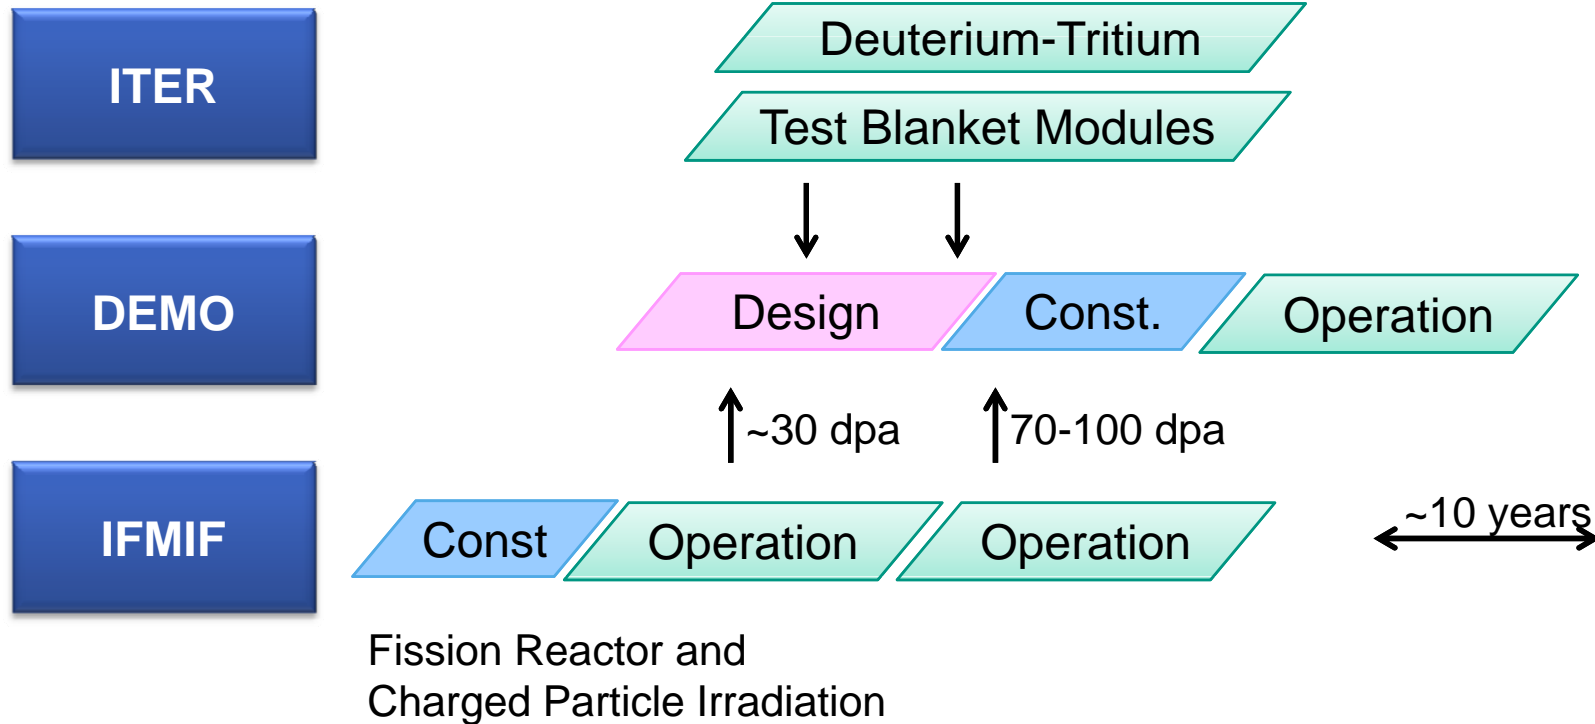 ITER
Deuterium-Tritium
Test Blanket Modules
DEMO
Design
Const.
Operation
~30 dpa
70-100 dpa
IFMIF
Const
Operation
Operation
~10 years
Fission Reactor and
Charged Particle Irradiation